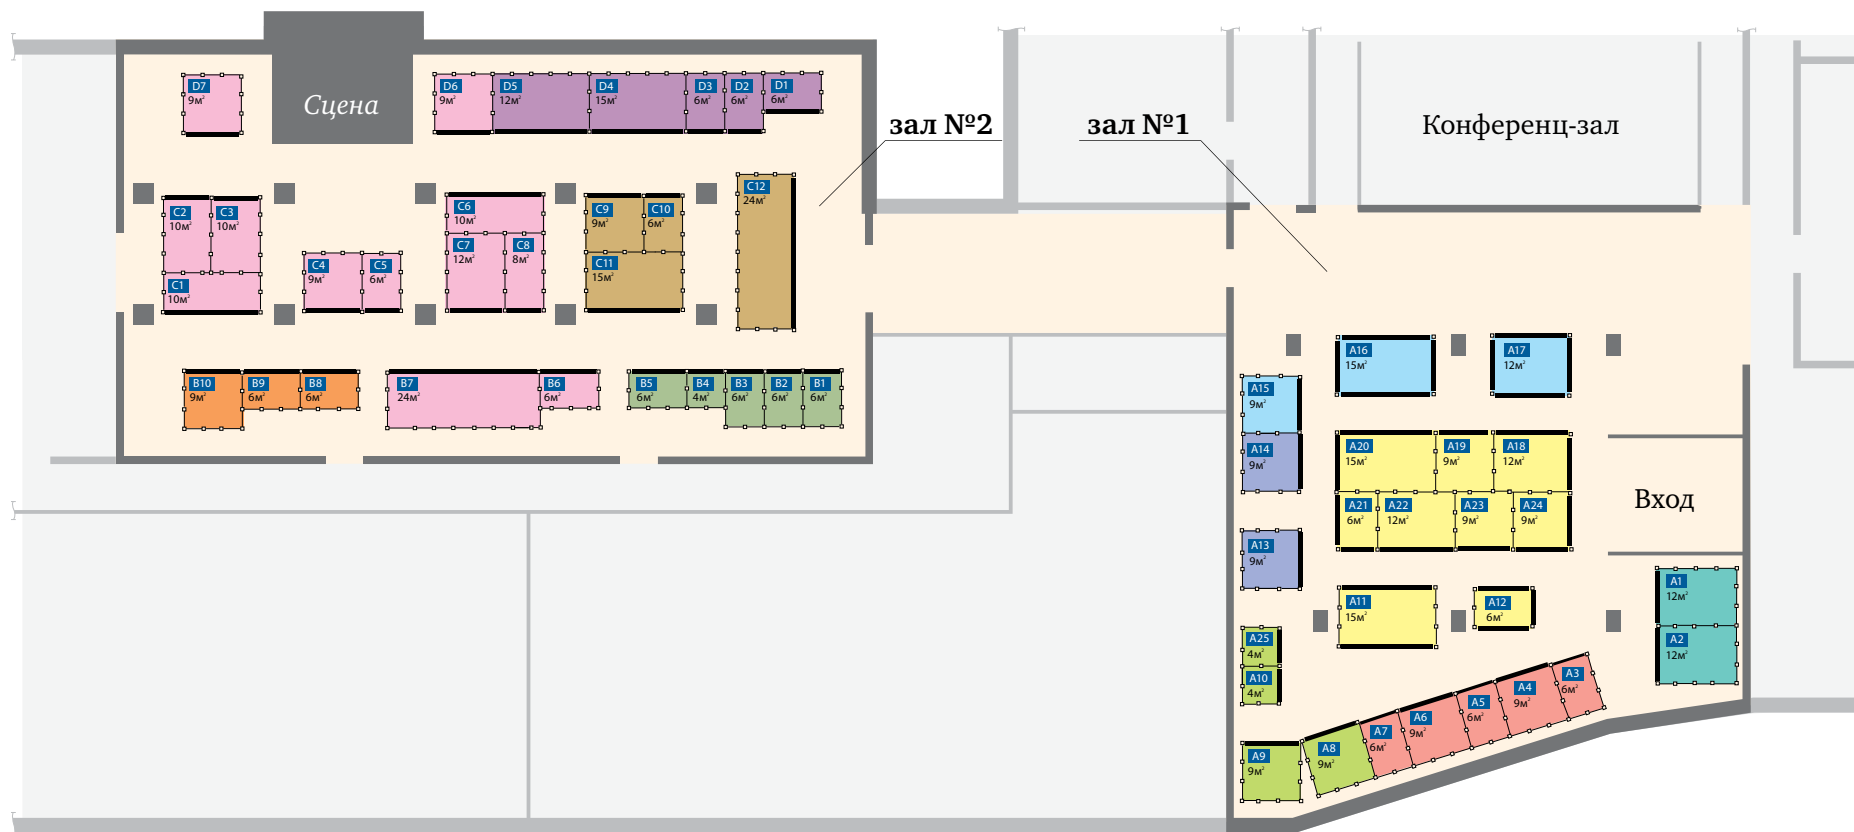 Сцена
зал №2
зал №1
Конференц-зал
Вход
D7
9м²
D6
9м²
D5
12м²
D4
15м²
D3
6м²
D2
6м²
D1
6м²
C2
10м²
C3
10м²
C1
10м²
C4
9м²
C5
6м²
C6
10м²
C7
12м²
C8
8м²
C9
9м²
C10
6м²
C11
15м²
C12
24м²
B10
9м²
B9
6м²
B8
6м²
B7
24м²
B6
6м²
B5
6м²
B4
4м²
B3
6м²
B2
6м²
B1
6м²
A16
15м²
A17
12м²
A15
9м²
A14
9м²
A20
15м²
A19
9м²
A18
12м²
A21
6м²
A22
12м²
A23
9м²
A24
9м²
A13
9м²
A11
15м²
A12
6м²
A1
12м²
A2
12м²
A25
4м²
A10
4м²
A3
6м²
A4
9м²
A5
6м²
A6
9м²
A7
6м²
A8
9м²
A9
9м²